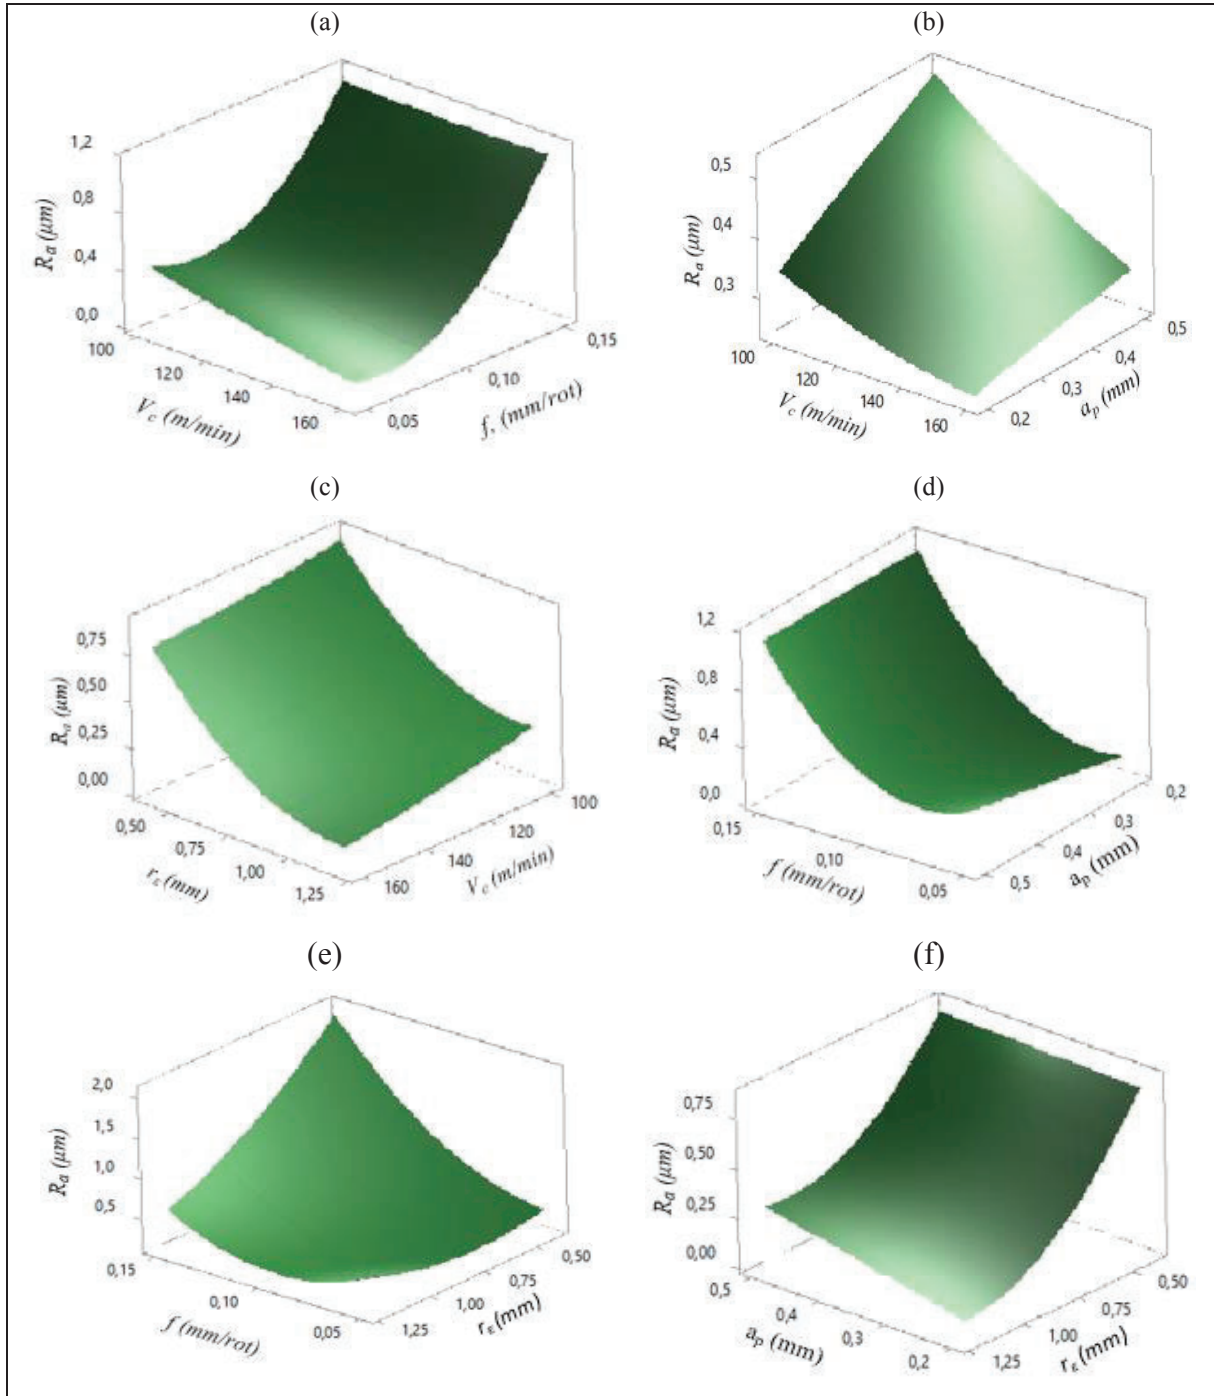 (a)
1,2
0,8
0,4
0,0
R_a (μm)
100
120
140
160
V_c (m/min)
0,05
0,10
0,15
f, (mm/rot)
(b)
0,5
0,4
0,3
R_a (μm)
100
120
140
160
V_c (m/min)
0,2
0,3
0,4
0,5
a_p (mm)
(c)
0,75
0,50
0,25
0,00
R_a (μm)
0,50
0,75
1,00
1,25
r_ε (mm)
160
140
120
100
V_c (m/min)
(d)
1,2
0,8
0,4
0,0
R_a (μm)
0,15
0,10
0,05
f (mm/rot)
0,5
0,4
0,3
0,2
a_p (mm)
(e)
2,0
1,5
1,0
0,5
R_a (μm)
0,15
0,10
0,05
f (mm/rot)
1,25
1,00
0,75
0,50
r_ε (mm)
(f)
0,75
0,50
0,25
0,00
R_a (μm)
0,5
0,4
0,3
0,2
a_p (mm)
1,25
1,00
0,75
0,50
r_ε (mm)